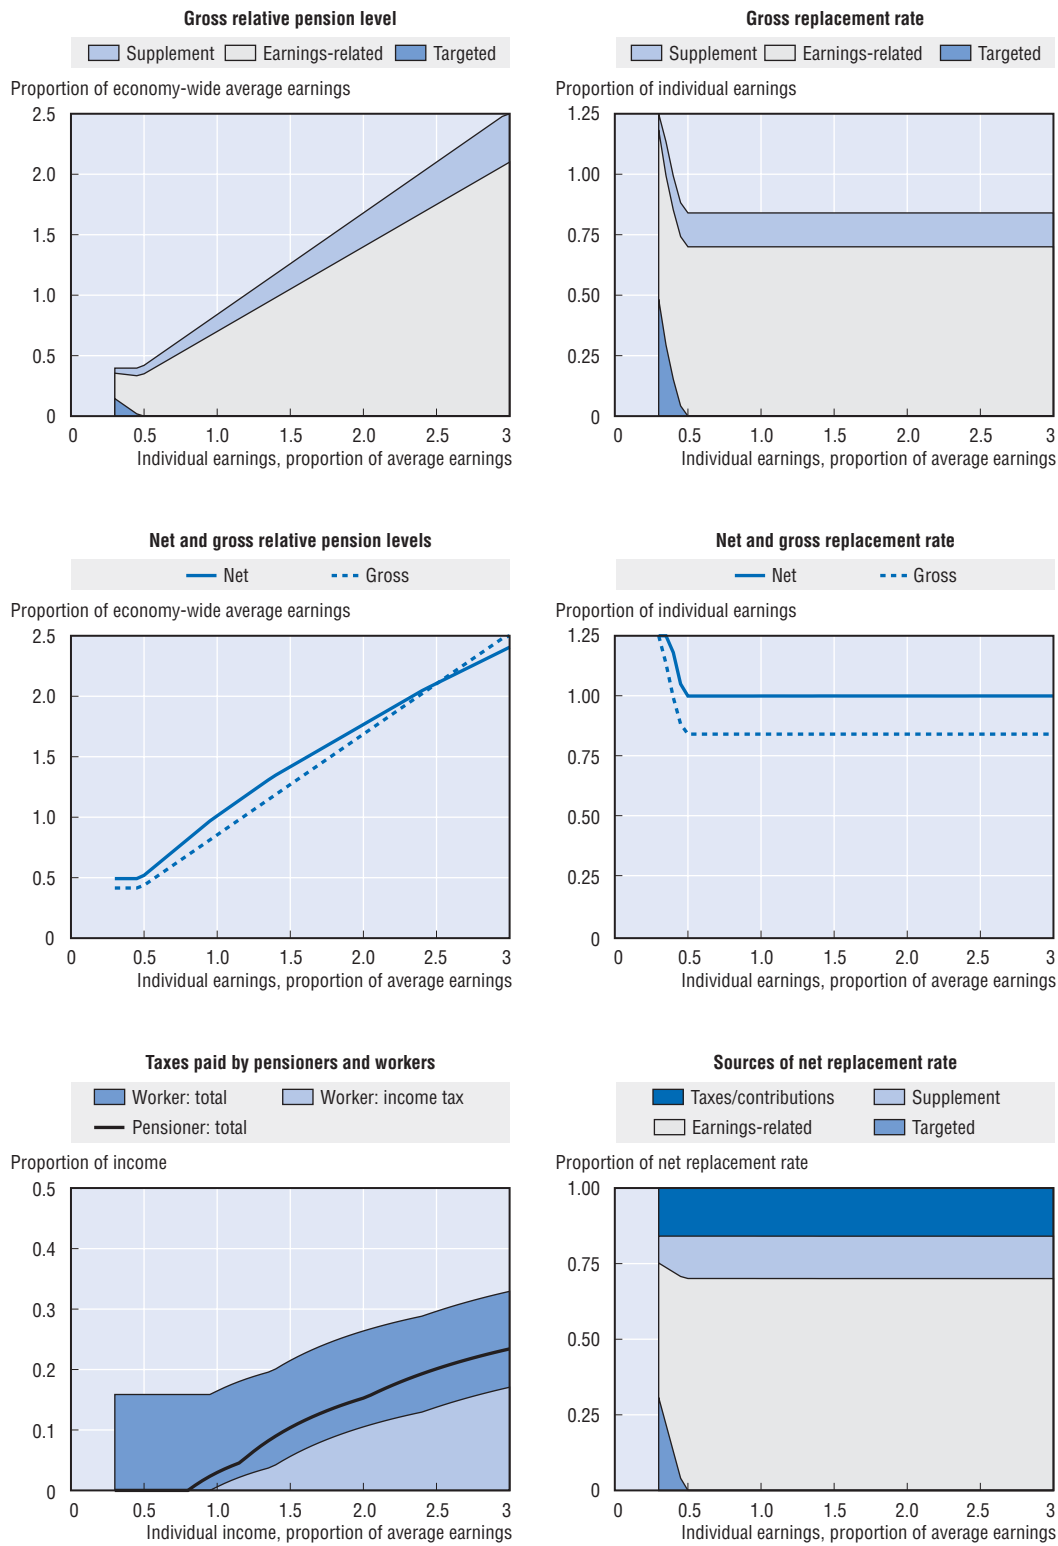 Gross relative pension level
Supplement Earnings-related Targeted
Proportion of economy-wide average earnings
2.5
2.0
1.5
1.0
0.5
0
0 0.5 1.0 1.5 2.0 2.5 3
Individual earnings, proportion of average earnings
Gross replacement rate
Supplement Earnings-related Targeted
Proportion of individual earnings
1.25
1.00
0.75
0.50
0.25
0
0 0.5 1.0 1.5 2.0 2.5 3
Individual earnings, proportion of average earnings
Net and gross relative pension levels
Net Gross
Proportion of economy-wide average earnings
2.5
2.0
1.5
1.0
0.5
0
0 0.5 1.0 1.5 2.0 2.5 3
Individual earnings, proportion of average earnings
Net and gross replacement rate
Net Gross
Proportion of individual earnings
1.25
1.00
0.75
0.50
0.25
0
0 0.5 1.0 1.5 2.0 2.5 3
Individual earnings, proportion of average earnings
Taxes paid by pensioners and workers
Worker: total Worker: income tax
Pensioner: total
Proportion of income
0.5
0.4
0.3
0.2
0.1
0
0 0.5 1.0 1.5 2.0 2.5 3
Individual income, proportion of average earnings
Sources of net replacement rate
Taxes/contributions Supplement
Earnings-related Targeted
Proportion of net replacement rate
1.00
0.75
0.50
0.25
0
0 0.5 1.0 1.5 2.0 2.5 3
Individual earnings, proportion of average earnings